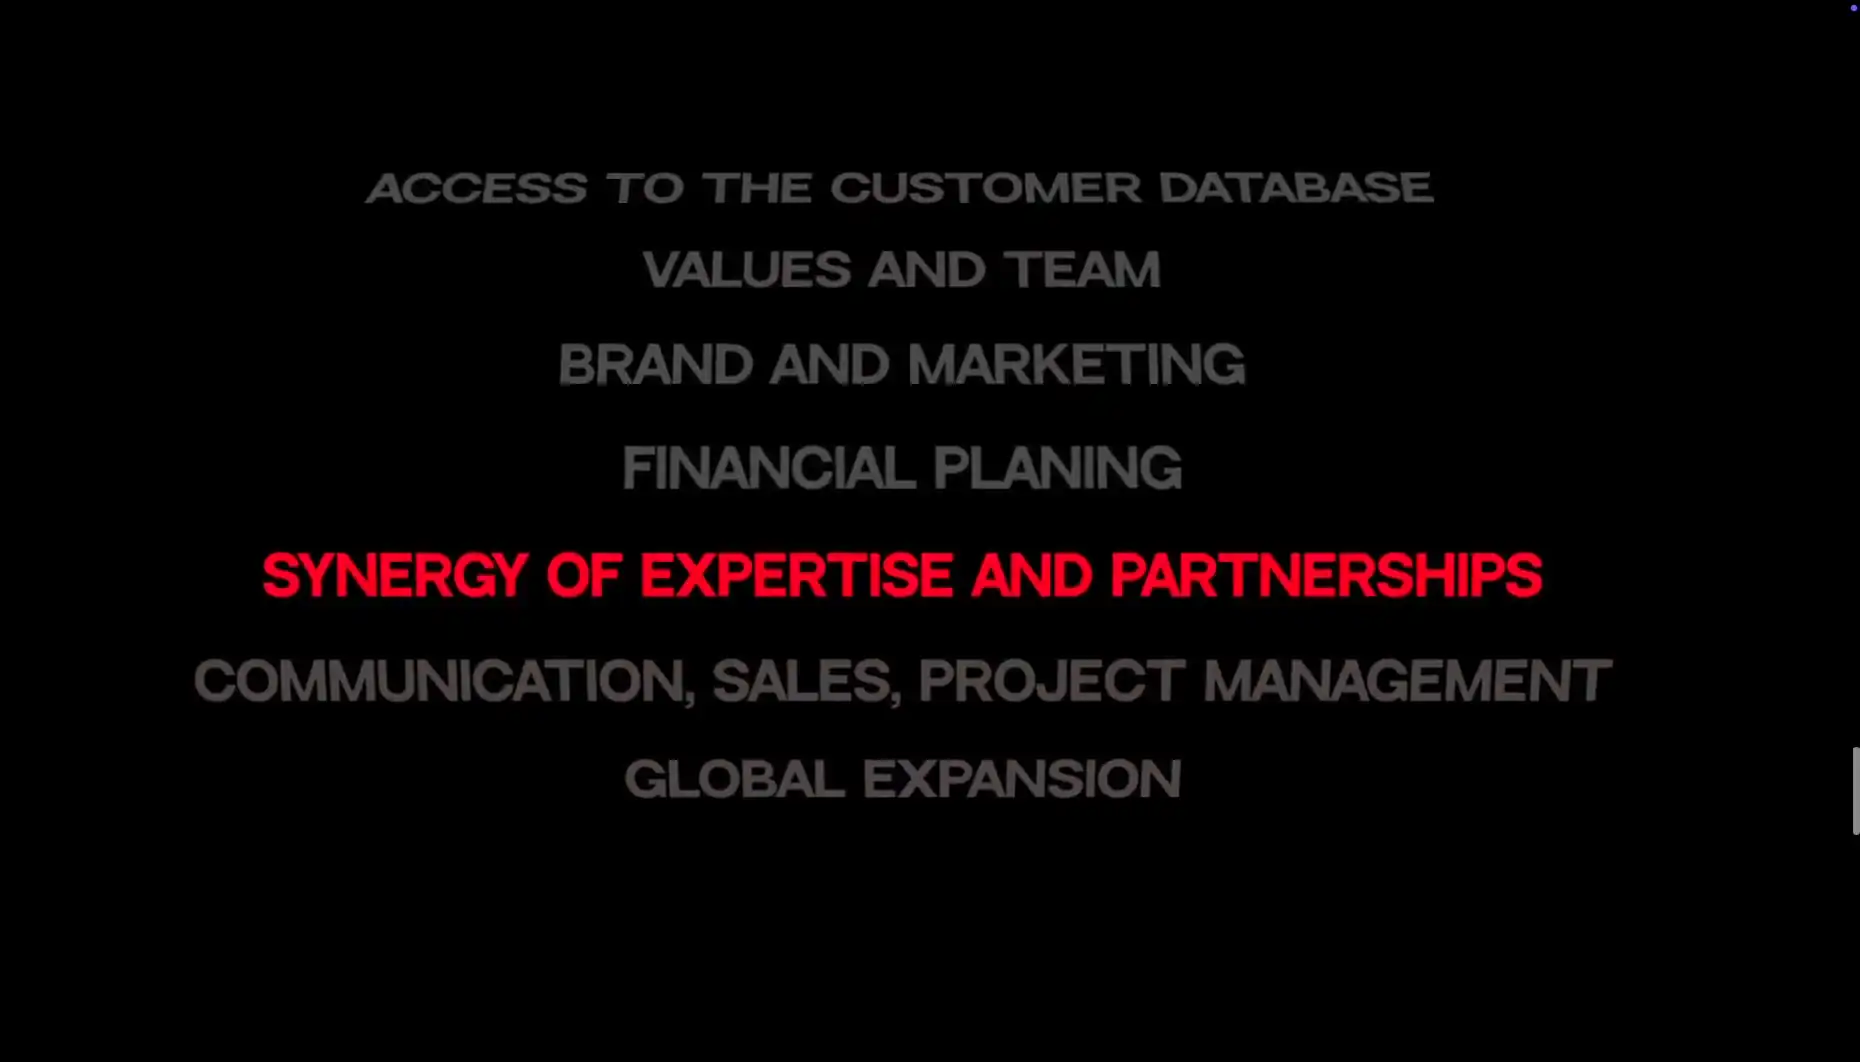 ACCESS TO THE CUSTOMER DATABASE
VALUES AND TEAM
BRAND AND MARKETING
FINANCIAL PLANING
SYNERGY OF EXPERTISE AND PARTNERSHIPS
COMMUNICATION, SALES, PROJECT MANAGEMENT
GLOBAL EXPANSION